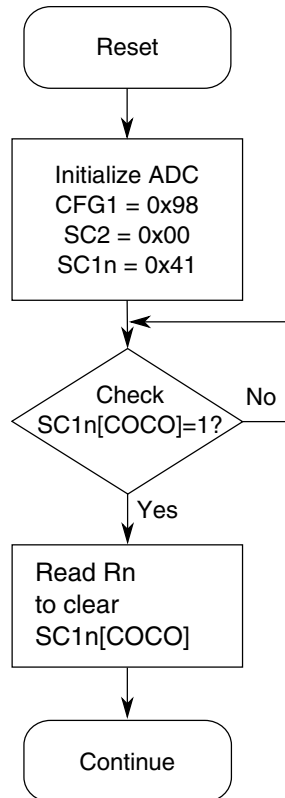 Reset
Initialize ADC
CFG1 = 0x98
SC2 = 0x00
SC1n = 0x41
Check
SC1n[COCO]=1?
No
Yes
Read Rn
to clear
SC1n[COCO]
Continue